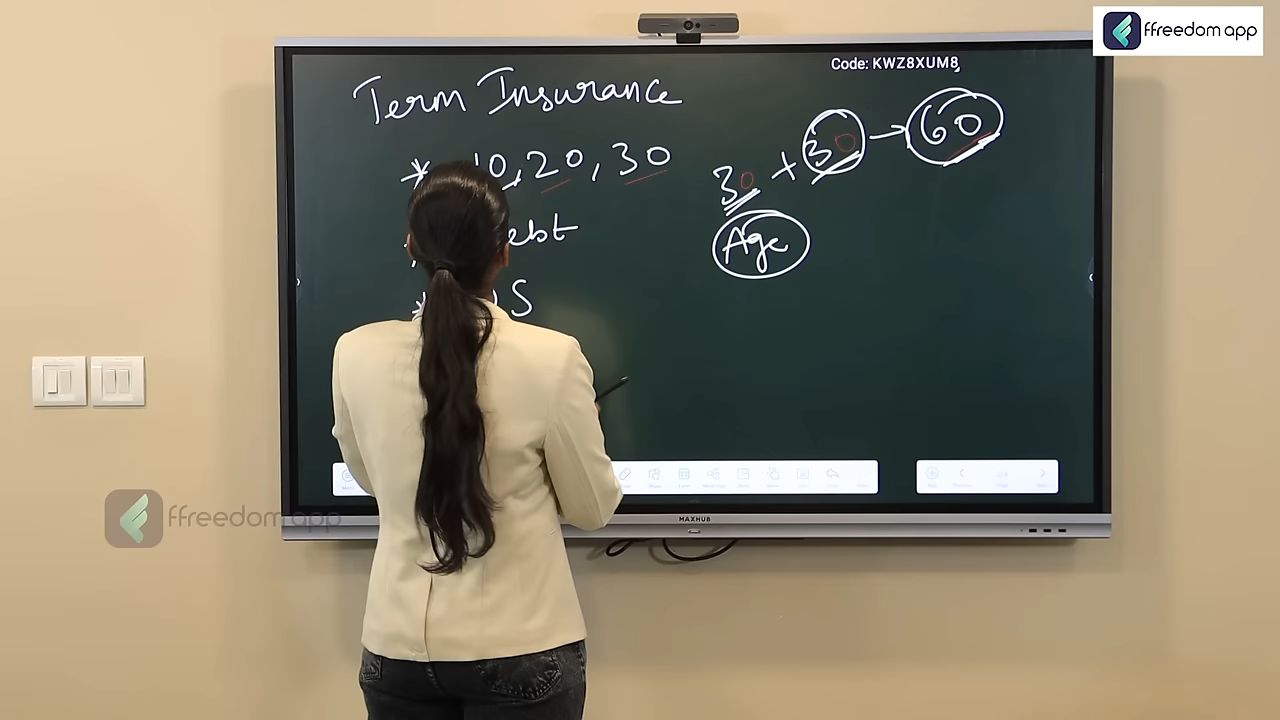 ffreedom app
Code: KWZ8XUM8
Term Insurance
* 10, 20, 30
30 + 30 → 60
Age
ebt
* S
MAXHUB
ffreedom app